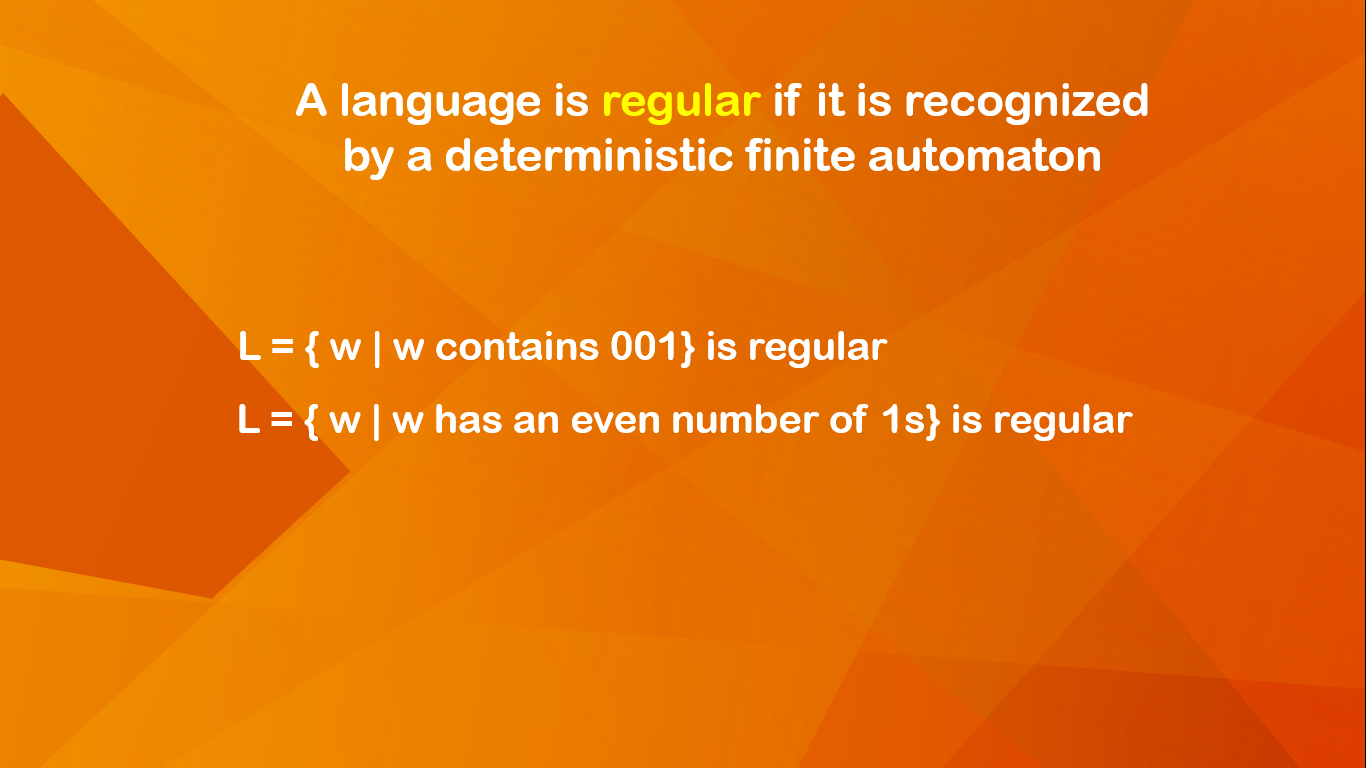 A language is regular if it is recognized
by a deterministic finite automaton
L = { w | w contains 001} is regular
L = { w | w has an even number of 1s} is regular